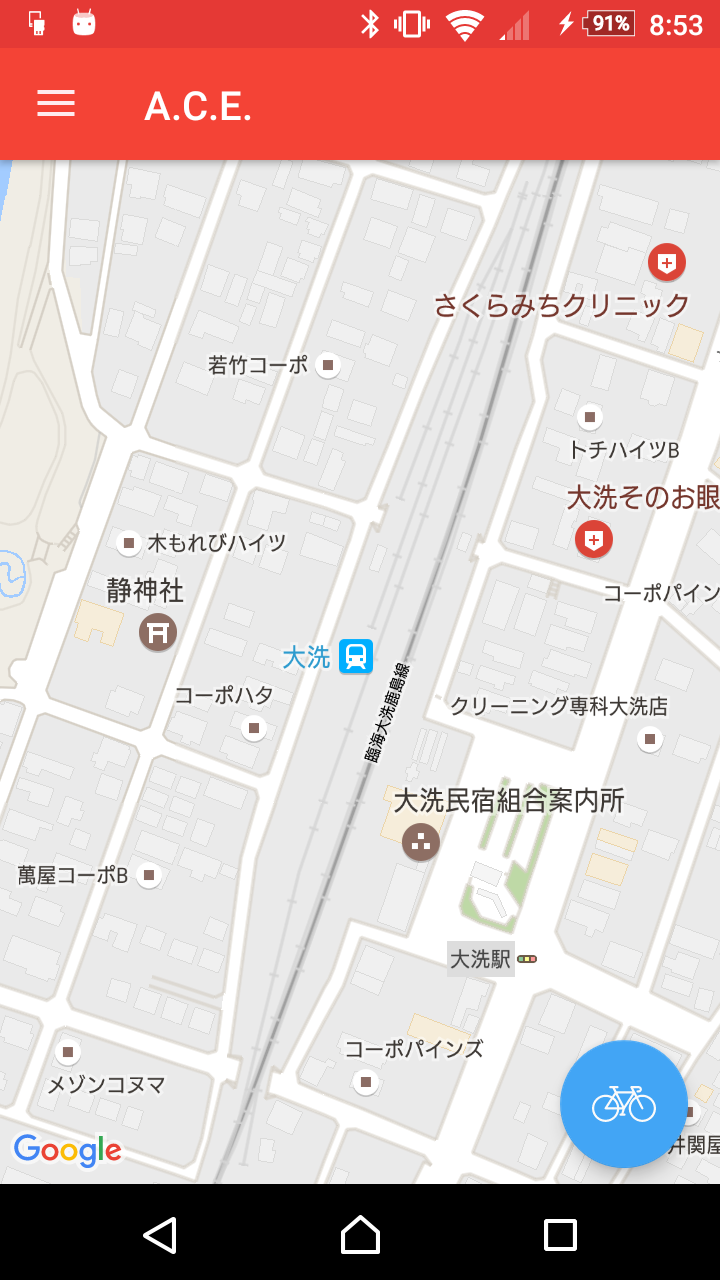 91% 8:53
A.C.E.
さくらみちクリニック
若竹コーポ
トチハイツB
大洗そのお眼
木もれびハイツ
静神社
コーポパイン
大洗
臨海大洗鹿島線
コーポハタ
クリーニング専科大洗店
大洗民宿組合案内所
萬屋コーポB
大洗駅
コーポパインズ
メゾンコヌマ
Google
井関屋